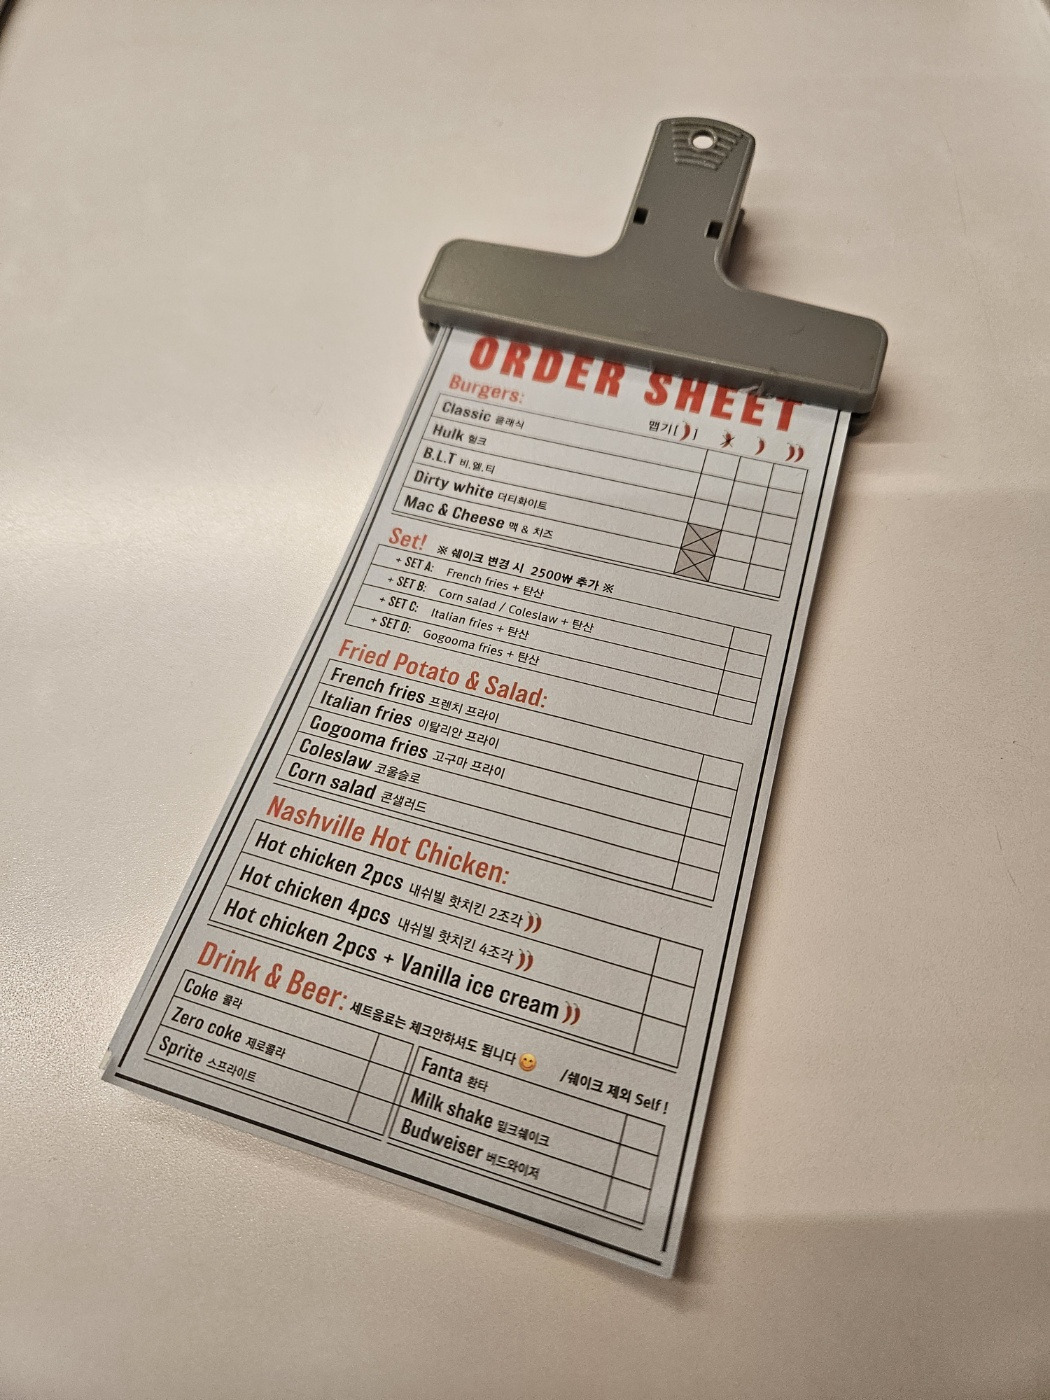 ORDER SHEET
Burgers:
맵기[ ]
Classic 클래식
Hulk 헐크
B.L.T 비.엘.티
Dirty white 더티화이트
Mac & Cheese 맥 & 치즈
Set! ※ 쉐이크 변경 시 2500₩ 추가 ※
+ SET A: French fries + 탄산
+ SET B: Corn salad / Coleslaw + 탄산
+ SET C: Italian fries + 탄산
+ SET D: Gogooma fries + 탄산
Fried Potato & Salad:
French fries 프렌치 프라이
Italian fries 이탈리안 프라이
Gogooma fries 고구마 프라이
Coleslaw 코울슬로
Corn salad 콘샐러드
Nashville Hot Chicken:
Hot chicken 2pcs 내쉬빌 핫치킨 2조각
Hot chicken 4pcs 내쉬빌 핫치킨 4조각
Hot chicken 2pcs + Vanilla ice cream
Drink & Beer: 세트음료는 체크안하셔도 됩니다 😊 /쉐이크 제외 Self !
Coke 콜라
Zero coke 제로콜라
Sprite 스프라이트
Fanta 환타
Milk shake 밀크쉐이크
Budweiser 버드와이저